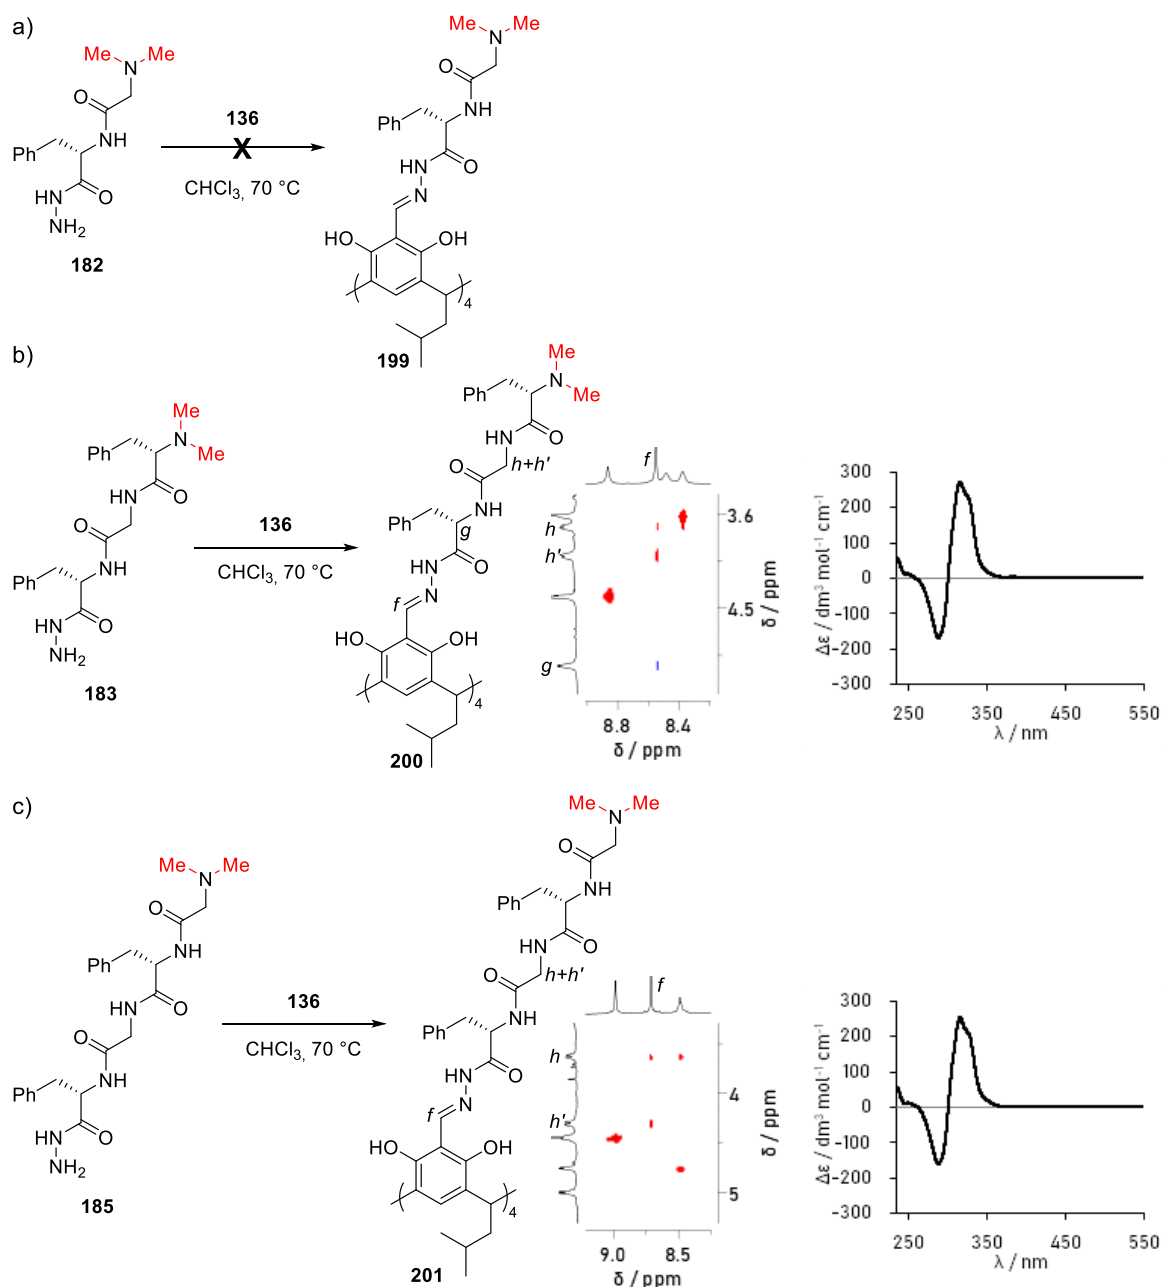 a)
Me Me
N
O
NH
Ph
O
HN
NH₂
182
136
X
CHCl₃, 70 °C
Me Me
N
O
NH
Ph
HN
O
N
HO
OH
( )₄
199
b)
Me
Ph
N
Me
HN
O
O
NH
Ph
HN
O
NH₂
183
136
CHCl₃, 70 °C
Me
Ph
N
Me
HN
O
O
h+h'
NH
Ph
g
HN
O
N
f
HO
OH
( )₄
200
f
h
h'
g
3.6
4.5
δ / ppm
8.8 8.4
δ / ppm
300
200
100
0
-100
-200
-300
Δε / dm³ mol⁻¹ cm⁻¹
250 350 450 550
λ / nm
c)
Me Me
N
O
NH
Ph
HN
O
O
NH
Ph
HN
O
NH₂
185
136
CHCl₃, 70 °C
Me Me
N
O
NH
Ph
HN
O
O
h+h'
NH
Ph
HN
O
N
f
HO
OH
( )₄
201
f
h
h'
4
5
δ / ppm
9.0 8.5
δ / ppm
300
200
100
0
-100
-200
-300
Δε / dm³ mol⁻¹ cm⁻¹
250 350 450 550
λ / nm